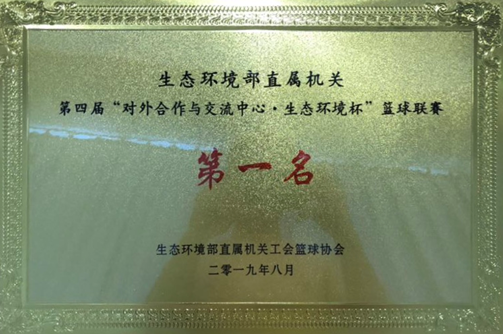 生态环境部直属机关
第四届“对外合作与交流中心·生态环境杯”篮球联赛
第一名
生态环境部直属机关工会篮球协会
二零一九年八月